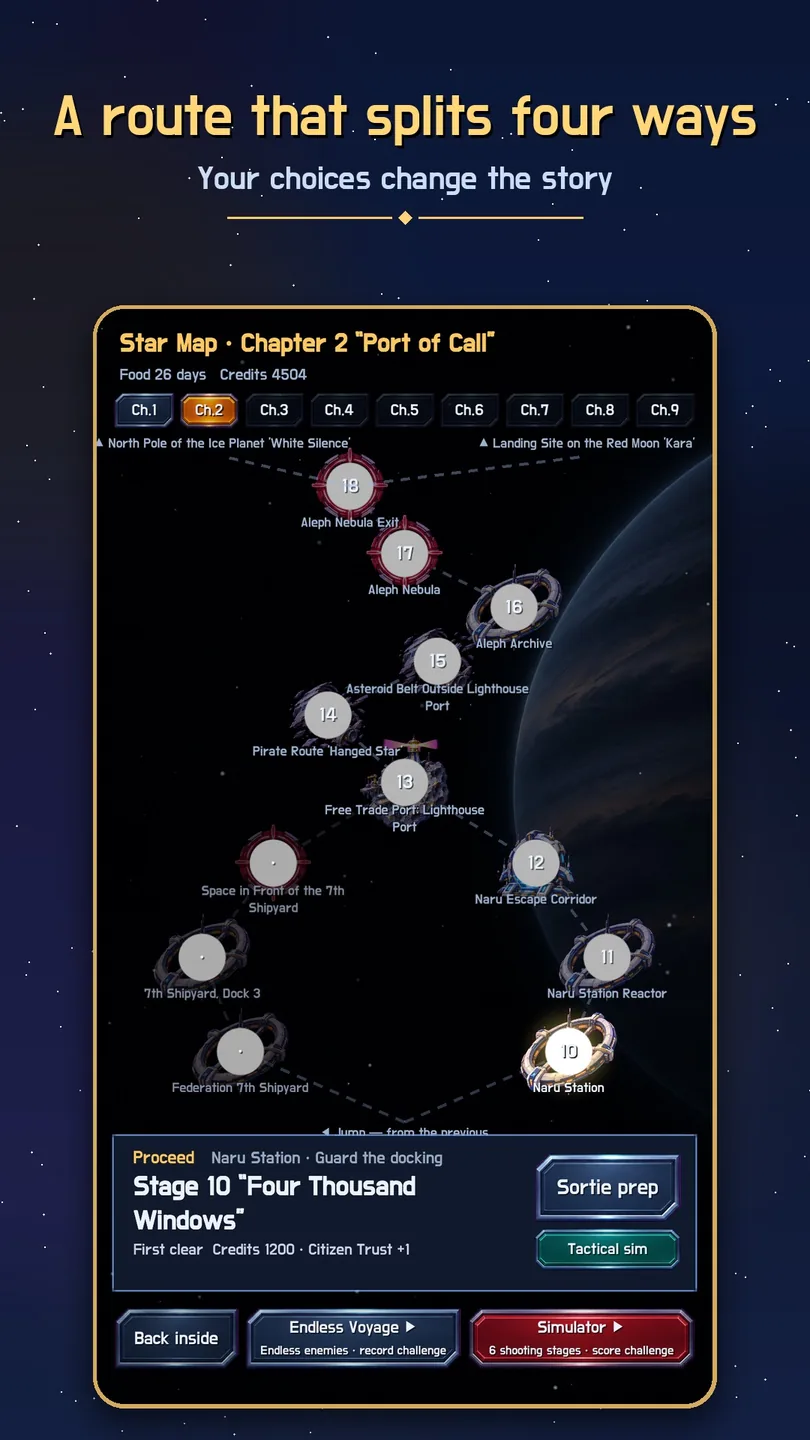 A route that splits four ways
Your choices change the story
Star Map · Chapter 2 "Port of Call"
Food 26 days Credits 4504
Ch.1 Ch.2 Ch.3 Ch.4 Ch.5 Ch.6 Ch.7 Ch.8 Ch.9
▲ North Pole of the Ice Planet 'White Silence' ▲ Landing Site on the Red Moon 'Kara'
18
Aleph Nebula Exit
17
Aleph Nebula
16
Aleph Archive
15
Asteroid Belt Outside Lighthouse
Port
14
Pirate Route 'Hanged Star'
13
Free Trade Port: Lighthouse
Port
12
Space in Front of the 7th
Shipyard
Naru Escape Corridor
11
7th Shipyard, Dock 3
Naru Station Reactor
10
Federation 7th Shipyard
Naru Station
◀ Jump — from the previous
Proceed Naru Station · Guard the docking
Stage 10 "Four Thousand
Windows"
First clear Credits 1200 · Citizen Trust +1
Sortie prep
Tactical sim
Back inside
Endless Voyage ▶
Endless enemies · record challenge
Simulator ▶
6 shooting stages · score challenge